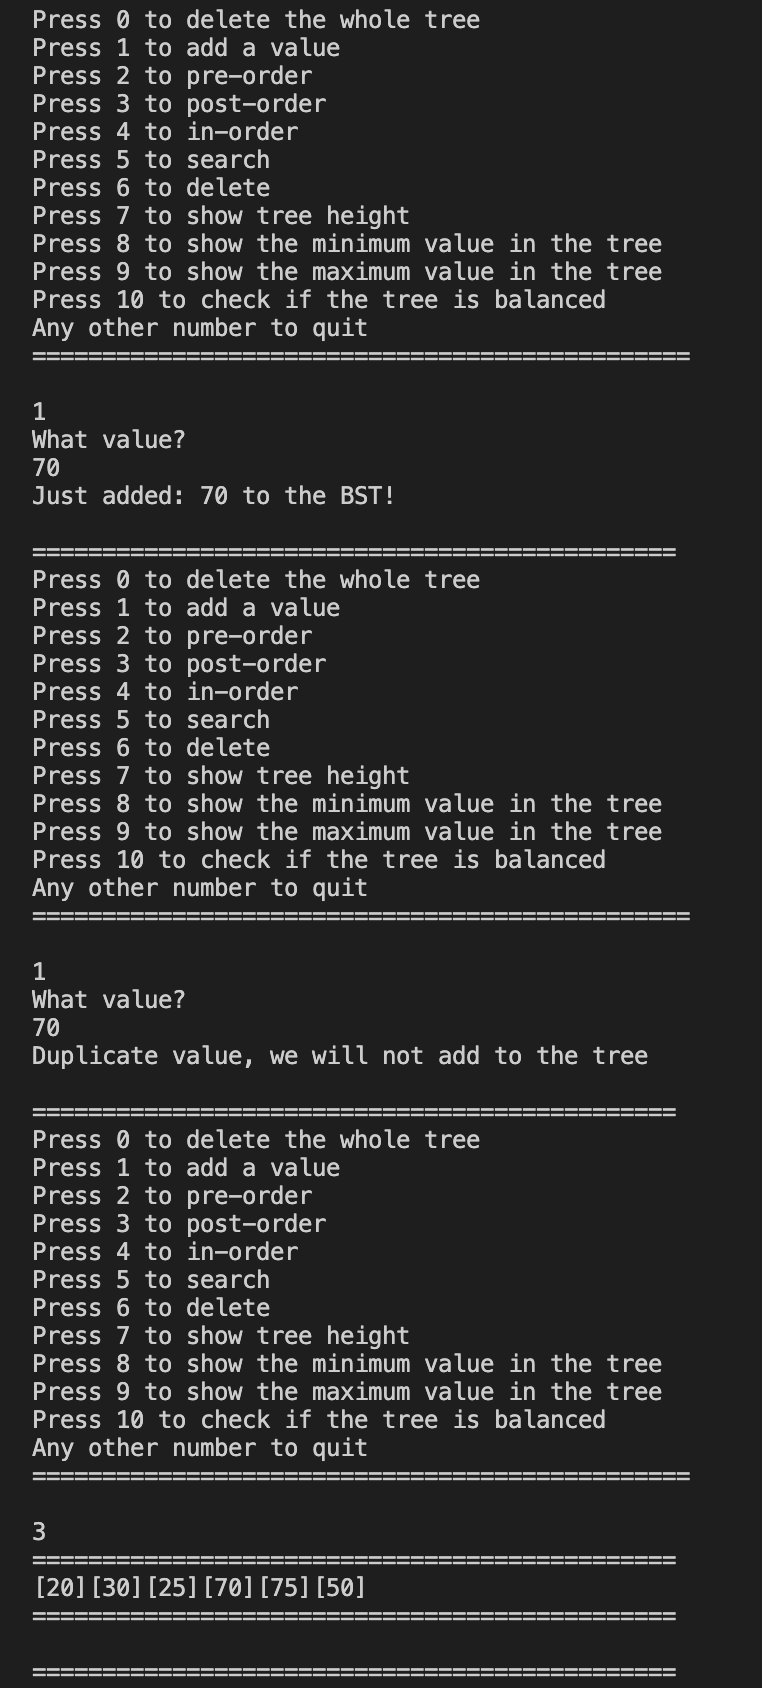 Press 0 to delete the whole tree
Press 1 to add a value
Press 2 to pre-order
Press 3 to post-order
Press 4 to in-order
Press 5 to search
Press 6 to delete
Press 7 to show tree height
Press 8 to show the minimum value in the tree
Press 9 to show the maximum value in the tree
Press 10 to check if the tree is balanced
Any other number to quit
===============================================
1
What value?
70
Just added: 70 to the BST!
==============================================
Press 0 to delete the whole tree
Press 1 to add a value
Press 2 to pre-order
Press 3 to post-order
Press 4 to in-order
Press 5 to search
Press 6 to delete
Press 7 to show tree height
Press 8 to show the minimum value in the tree
Press 9 to show the maximum value in the tree
Press 10 to check if the tree is balanced
Any other number to quit
===============================================
1
What value?
70
Duplicate value, we will not add to the tree
==============================================
Press 0 to delete the whole tree
Press 1 to add a value
Press 2 to pre-order
Press 3 to post-order
Press 4 to in-order
Press 5 to search
Press 6 to delete
Press 7 to show tree height
Press 8 to show the minimum value in the tree
Press 9 to show the maximum value in the tree
Press 10 to check if the tree is balanced
Any other number to quit
===============================================
3
==============================================
[20][30][25][70][75][50]
==============================================
==============================================